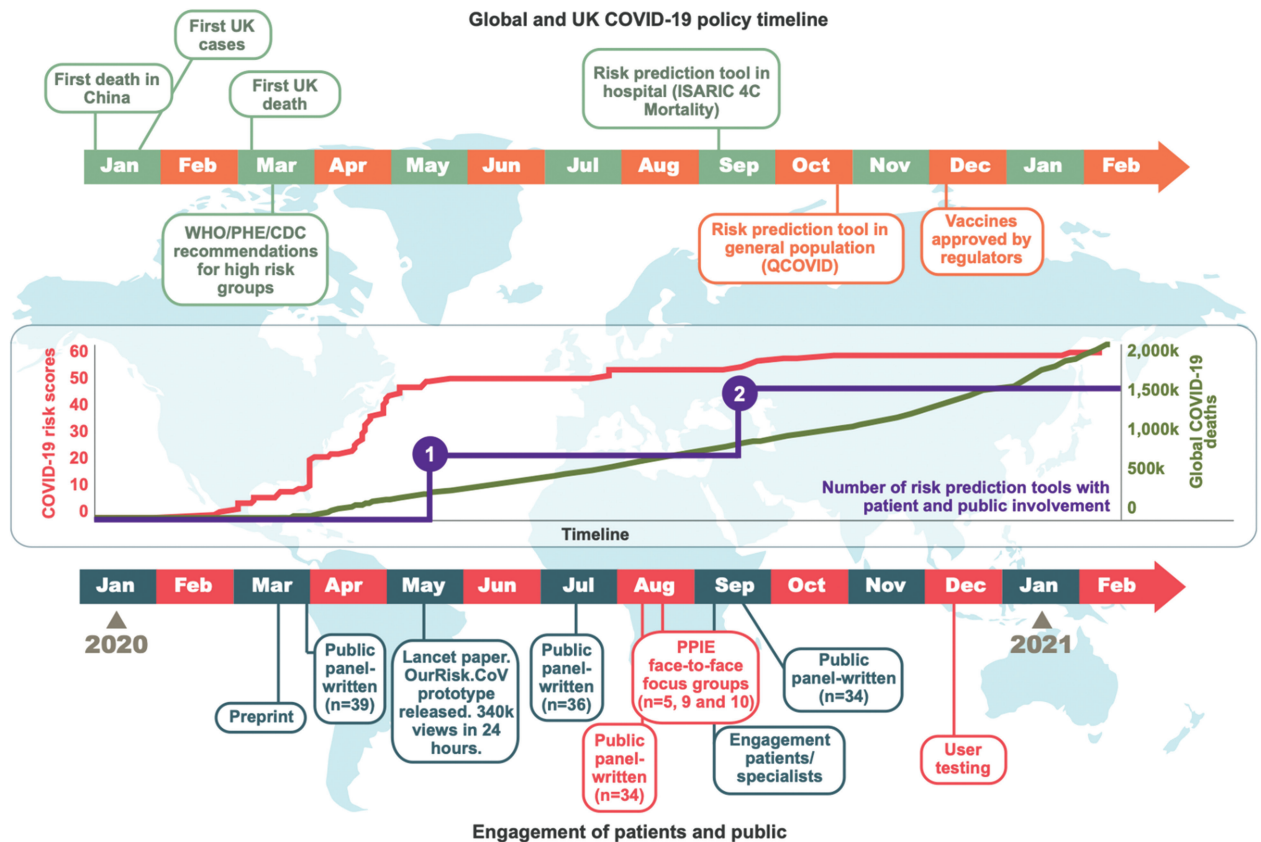 Global and UK COVID-19 policy timeline
First UK
cases
First death in
China
First UK
death
Risk prediction tool in
hospital (ISARIC 4C
Mortality)
Jan Feb Mar Apr May Jun Jul Aug Sep Oct Nov Dec Jan Feb
WHO/PHE/CDC
recommendations
for high risk
groups
Risk prediction tool in
general population
(QCOVID)
Vaccines
approved by
regulators
COVID-19 risk scores
60
50
40
30
20
10
0
1
2
2,000k
1,500k
1,000k
500k
0
Global COVID-19
deaths
Number of risk prediction tools with
patient and public involvement
Timeline
Jan Feb Mar Apr May Jun Jul Aug Sep Oct Nov Dec Jan Feb
2020
2021
Preprint
Public
panel-
written
(n=39)
Lancet paper.
OurRisk.CoV
prototype
released. 340k
views in 24
hours.
Public
panel-
written
(n=36)
PPIE
face-to-face
focus groups
(n=5, 9 and 10)
Public
panel-
written
(n=34)
Engagement
patients/
specialists
Public
panel-written
(n=34)
User
testing
Engagement of patients and public